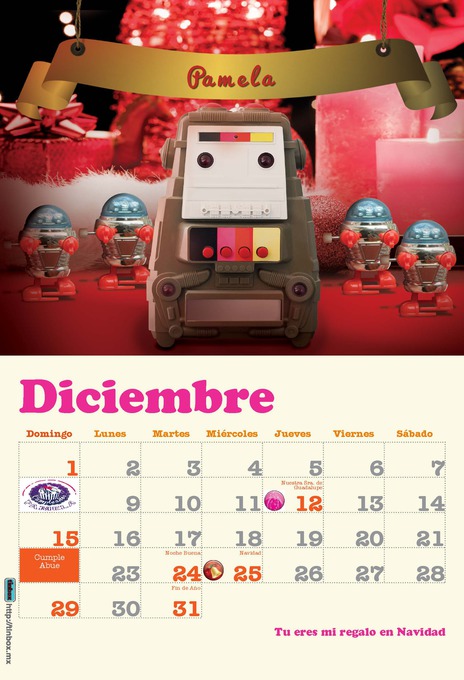 Pamela
Diciembre
Domingo Lunes Martes Miércoles Jueves Viernes Sábado
1 2 3 4 5 6 7
Nuestra Sra. de
Guadalupe
9 10 11 12 13 14
15 16 17 18 19 20 21
Cumple
Abue
Noche Buena
Navidad
23 24 25 26 27 28
Fin de Año
29 30 31
Tu eres mi regalo en Navidad
tinbox
http://tinbox.mx